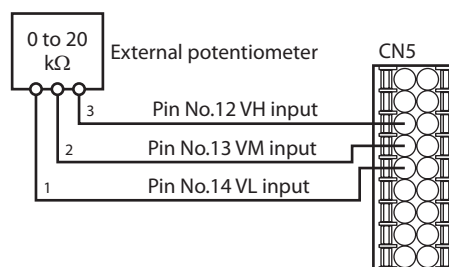 0 to 20
kΩ
External potentiometer
CN5
3
Pin No.12 VH input
2
Pin No.13 VM input
1
Pin No.14 VL input